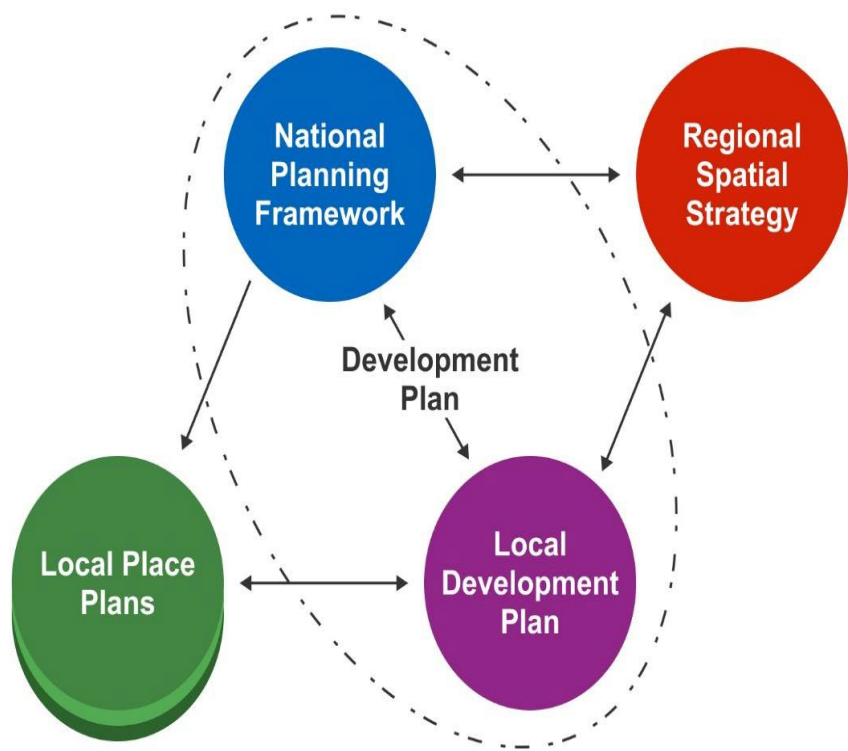 National
Planning
Framework
Regional
Spatial
Strategy
Development
Plan
Local Place
Plans
Local
Development
Plan